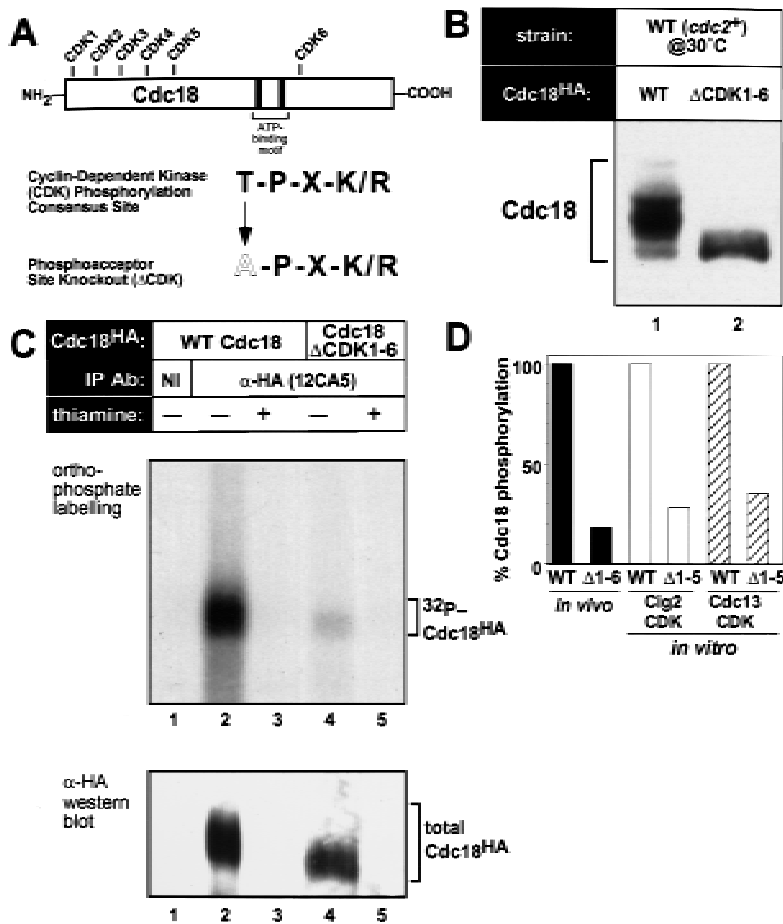 A
CDK1
CDK2
CDK3
CDK4
CDK5
CDK6
NH2
Cdc18
COOH
ATP-
binding
motif
Cyclin-Dependent Kinase
(CDK) Phosphorylation
Consensus Site
T-P-X-K/R
Phosphoacceptor
Site Knockout (ΔCDK)
A-P-X-K/R
B
strain:
WT (cdc2+)
@30°C
Cdc18HA:
WT
ΔCDK1-6
Cdc18
1 2
C
Cdc18HA:
WT Cdc18
Cdc18
ΔCDK1-6
IP Ab:
NI
α-HA (12CA5)
thiamine:
— — + — +
ortho-
phosphate
labelling
32P–
Cdc18HA
1 2 3 4 5
α-HA
western
blot
total
Cdc18HA
1 2 3 4 5
D
% Cdc18 phosphorylation
100
50
0
WT Δ1-6 WT Δ1-5 WT Δ1-5
in vivo
Cig2
CDK
Cdc13
CDK
in vitro